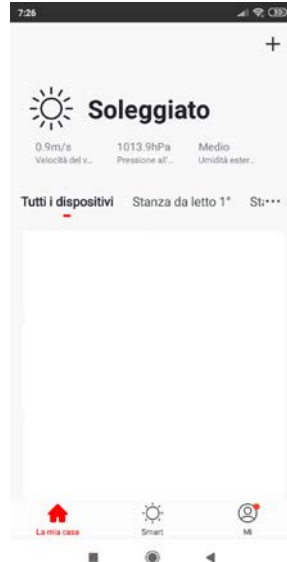 7:26
+
Soleggiato
0.9m/s 1013.9hPa Medio
Velocità del v... Pressione all'... Umidità ester...
Tutti i dispositivi Stanza da letto 1° St: •••
La mia casa Smart Mi